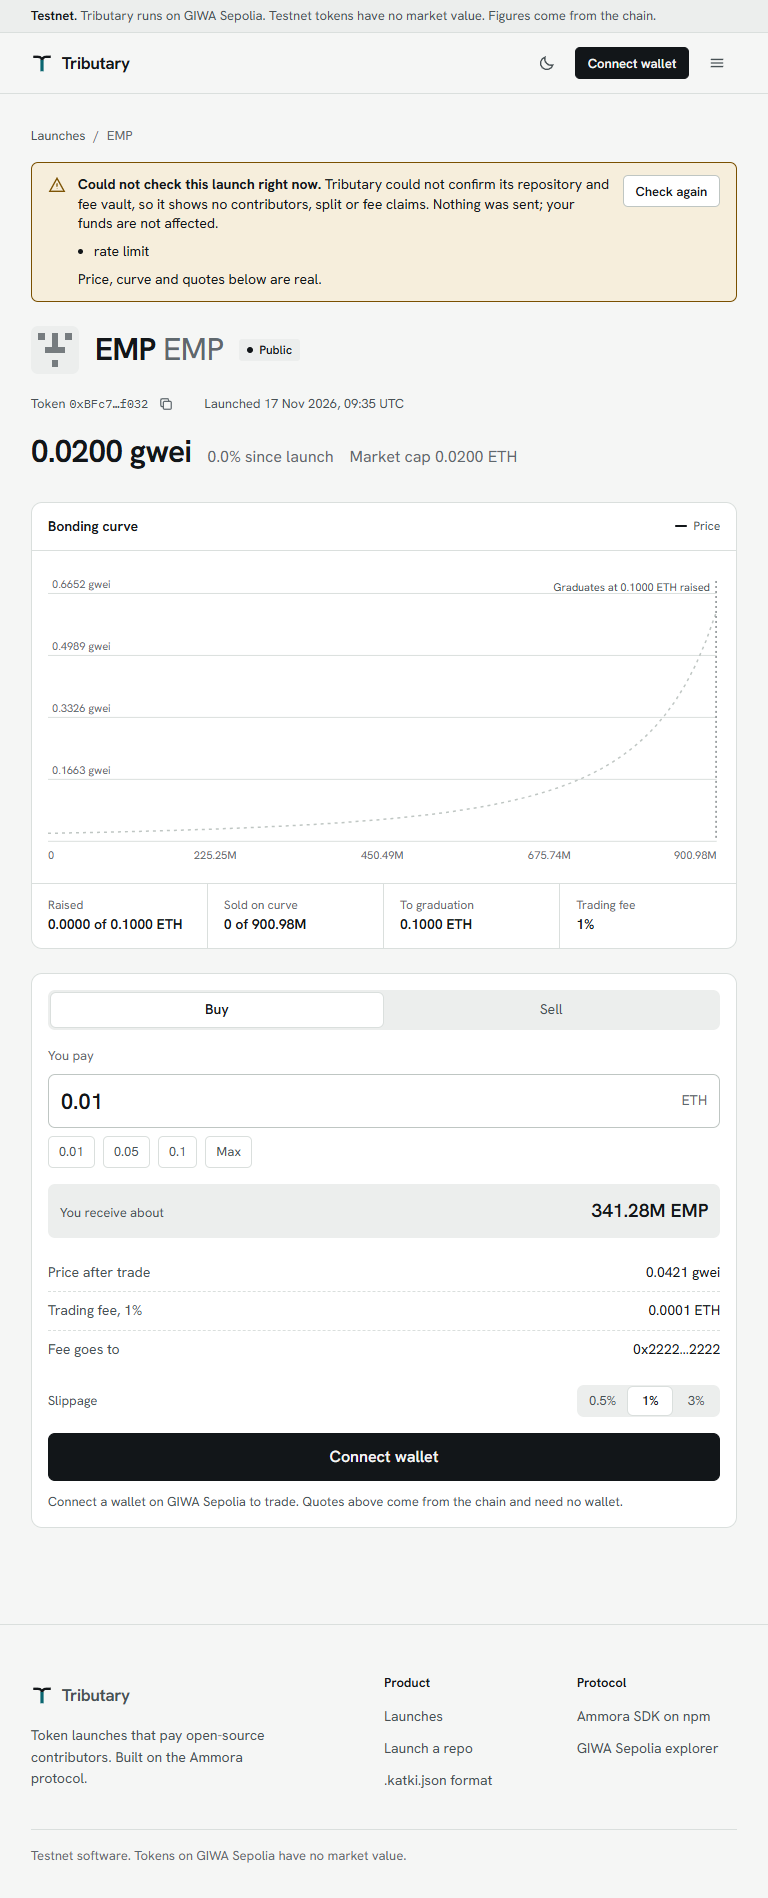 Testnet. Tributary runs on GIWA Sepolia. Testnet tokens have no market value. Figures come from the chain.
Tributary
Connect wallet
Launches / EMP
Could not check this launch right now. Tributary could not confirm its repository and
fee vault, so it shows no contributors, split or fee claims. Nothing was sent; your
funds are not affected.
Check again
• rate limit
Price, curve and quotes below are real.
EMP EMP
• Public
Token 0xBFc7…f032
Launched 17 Nov 2026, 09:35 UTC
0.0200 gwei 0.0% since launch Market cap 0.0200 ETH
Bonding curve
Price
0.6652 gwei
Graduates at 0.1000 ETH raised
0.4989 gwei
0.3326 gwei
0.1663 gwei
0 225.25M 450.49M 675.74M 900.98M
Raised
0.0000 of 0.1000 ETH
Sold on curve
0 of 900.98M
To graduation
0.1000 ETH
Trading fee
1%
Buy Sell
You pay
0.01 ETH
0.01 0.05 0.1 Max
You receive about 341.28M EMP
Price after trade 0.0421 gwei
Trading fee, 1% 0.0001 ETH
Fee goes to 0x2222…2222
Slippage 0.5% 1% 3%
Connect wallet
Connect a wallet on GIWA Sepolia to trade. Quotes above come from the chain and need no wallet.
Tributary
Token launches that pay open-source
contributors. Built on the Ammora
protocol.
Product
Launches
Launch a repo
.katki.json format
Protocol
Ammora SDK on npm
GIWA Sepolia explorer
Testnet software. Tokens on GIWA Sepolia have no market value.